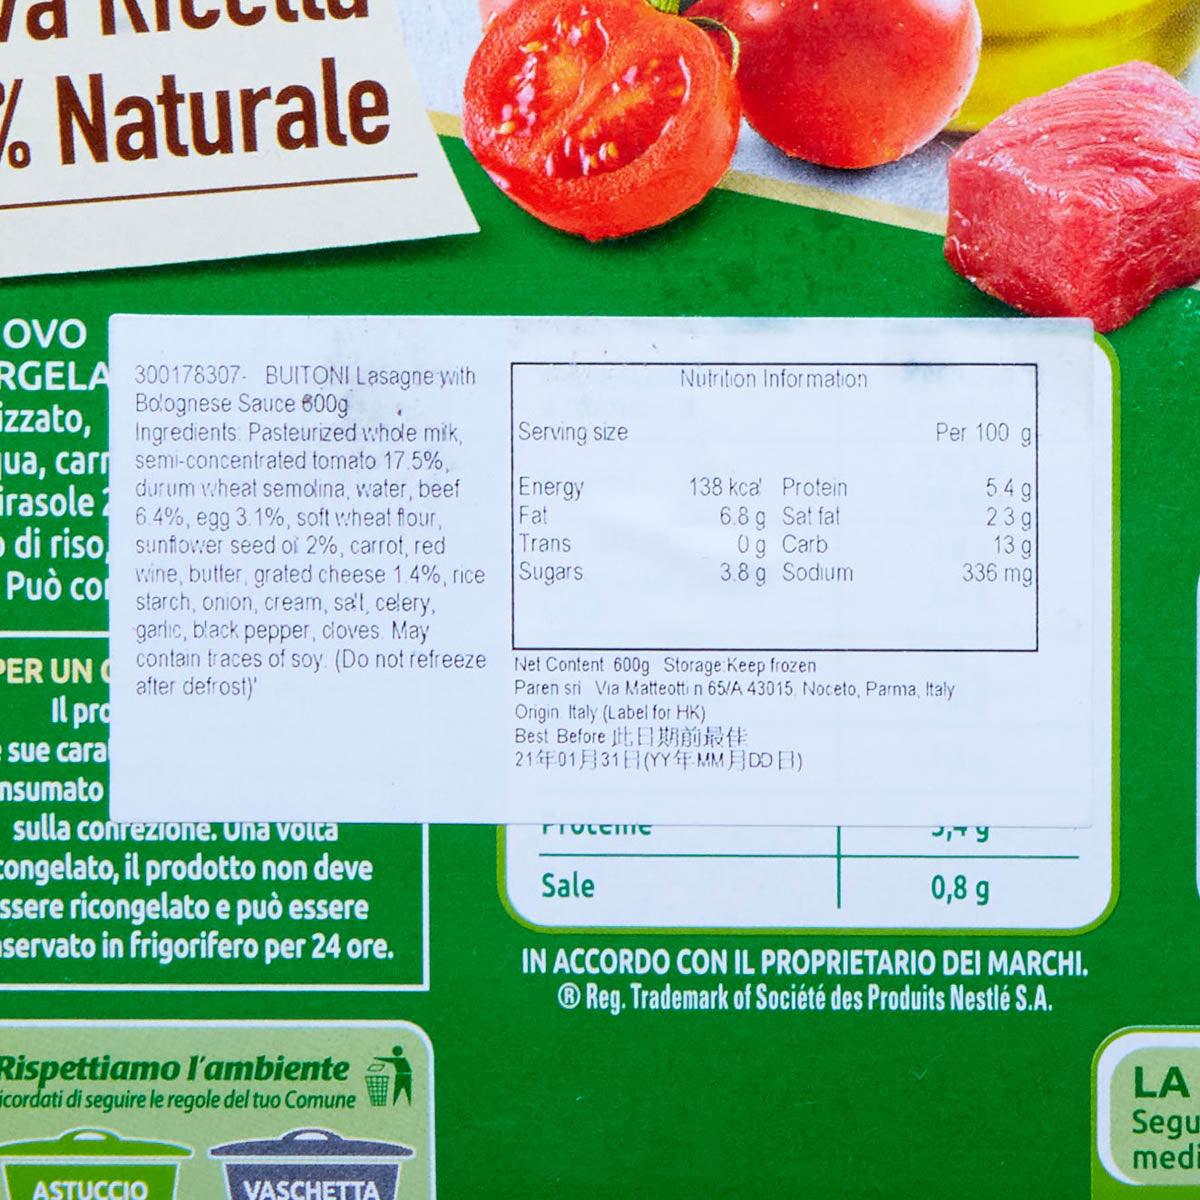 % Naturale
OVO
RGELA
izzato,
qua, carn
irasole 2
o di riso,
Può con
PER UN
Il pro
e sue carat
nsumato
sulla confezione. Una volta
congelato, il prodotto non deve
ssere ricongelato e può essere
nservato in frigorifero per 24 ore.
300178307- BUITONI Lasagne with
Bolognese Sauce 600g
Ingredients: Pasteurized whole milk,
semi-concentrated tomato 17.5%,
durum wheat semolina, water, beef
6.4%, egg 3.1%, soft wheat flour,
sunflower seed oil 2%, carrot, red
wine, butter, grated cheese 1.4%, rice
starch, onion, cream, salt, celery,
garlic, black pepper, cloves. May
contain traces of soy. (Do not refreeze
after defrost)'
Nutrition Information
Serving size Per 100 g
Energy 138 kcal Protein 5.4 g
Fat 6.8 g Sat fat 2.3 g
Trans 0 g Carb 13 g
Sugars 3.8 g Sodium 336 mg
Net Content 600g Storage:Keep frozen
Paren srl Via Matteotti n 65/A 43015, Noceto, Parma, Italy
Origin Italy (Label for HK)
Best Before 此日期前最佳
21年01月31日(YY年MM月DD日)
Proteine 5,4 g
Sale 0,8 g
IN ACCORDO CON IL PROPRIETARIO DEI MARCHI.
® Reg. Trademark of Société des Produits Nestlé S.A.
Rispettiamo l'ambiente
icordati di seguire le regole del tuo Comune
ASTUCCIO
VASCHETTA
LA
Segu
medi